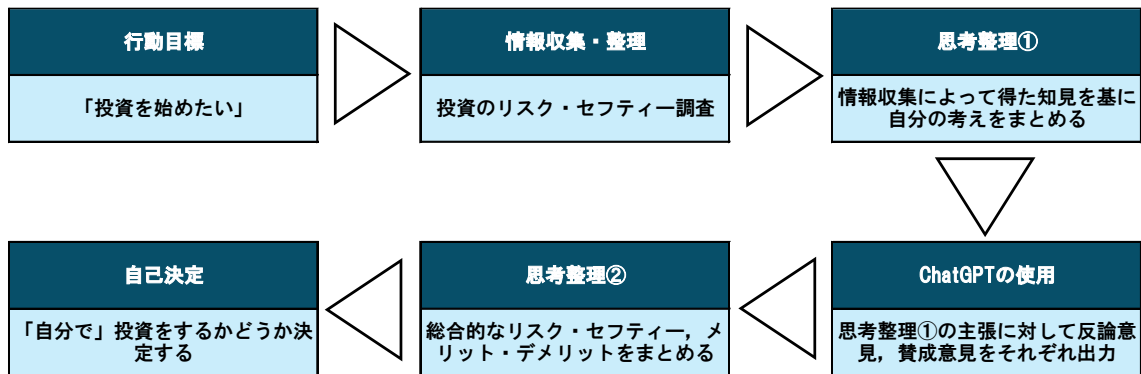 行動目標
「投資を始めたい」
情報収集・整理
投資のリスク・セフティー調査
思考整理①
情報収集によって得た知見を基に
自分の考えをまとめる
ChatGPTの使用
思考整理①の主張に対して反論意
見，賛成意見をそれぞれ出力
思考整理②
総合的なリスク・セフティー，メ
リット・デメリットをまとめる
自己決定
「自分で」投資をするかどうか決
定する